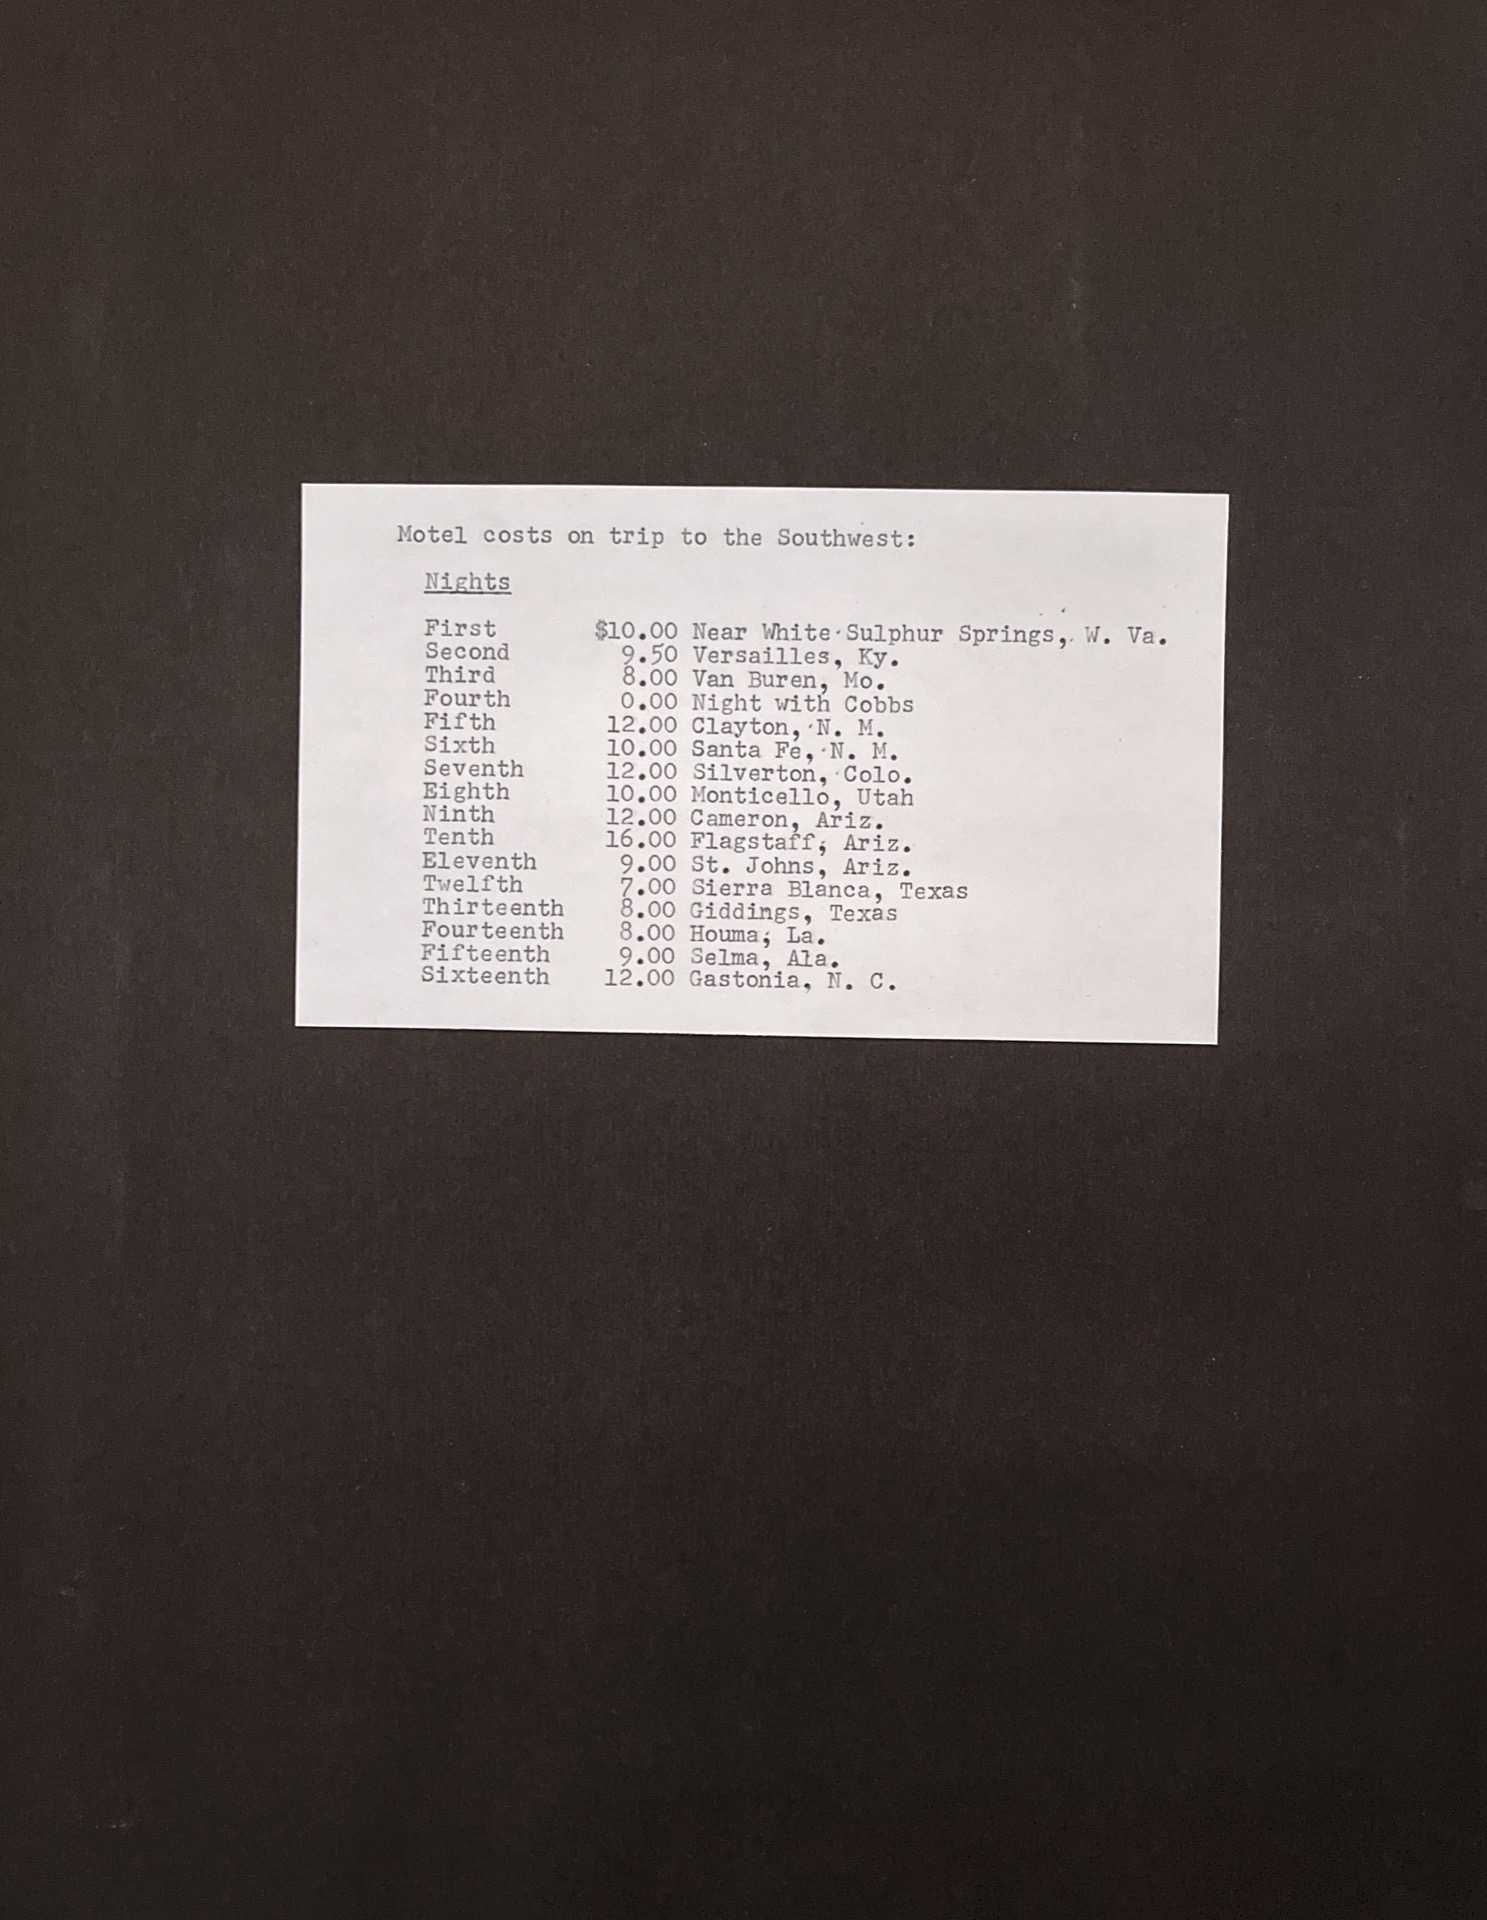 Motel costs on trip to the Southwest:
Nights
First $10.00 Near White Sulphur Springs, W. Va.
Second 9.50 Versailles, Ky.
Third 8.00 Van Buren, Mo.
Fourth 0.00 Night with Cobbs
Fifth 12.00 Clayton, N. M.
Sixth 10.00 Santa Fe, N. M.
Seventh 12.00 Silverton, Colo.
Eighth 10.00 Monticello, Utah
Ninth 12.00 Cameron, Ariz.
Tenth 16.00 Flagstaff; Ariz.
Eleventh 9.00 St. Johns, Ariz.
Twelfth 7.00 Sierra Blanca, Texas
Thirteenth 8.00 Giddings, Texas
Fourteenth 8.00 Houma; La.
Fifteenth 9.00 Selma, Ala.
Sixteenth 12.00 Gastonia, N. C.